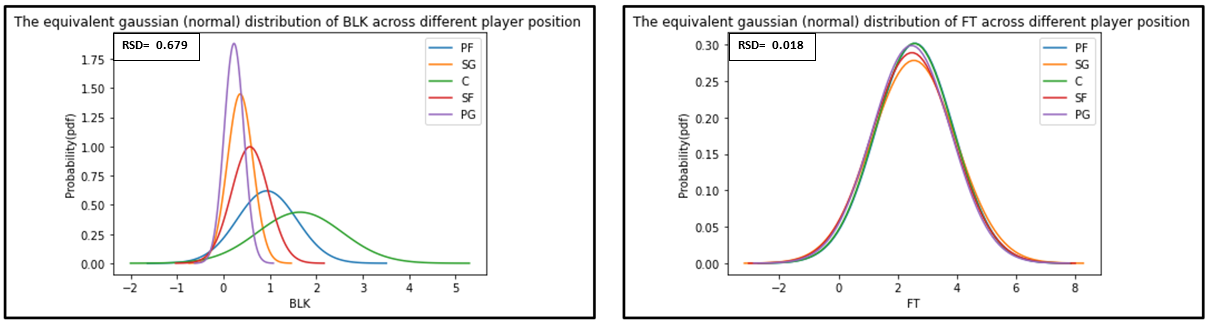 The equivalent gaussian (normal) distribution of BLK across different player position
RSD= 0.679
PF
SG
C
SF
PG
1.75
1.50
1.25
1.00
0.75
0.50
0.25
0.00
Probability(pdf)
−2 −1 0 1 2 3 4 5
BLK
The equivalent gaussian (normal) distribution of FT across different player position
RSD= 0.018
PF
SG
C
SF
PG
0.30
0.25
0.20
0.15
0.10
0.05
0.00
Probability(pdf)
−2 0 2 4 6 8
FT